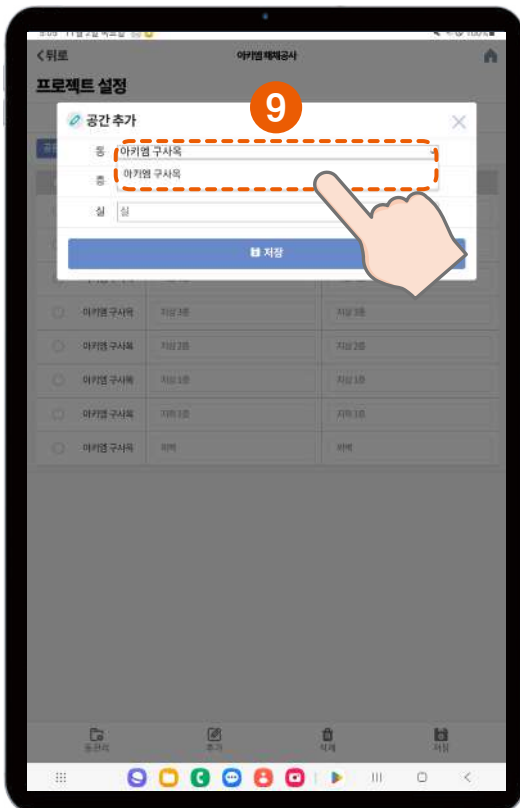 뒤로
아키엠 해체공사
프로젝트 설정
공간 추가
9
동 아키엠 구사옥
아키엠 구사옥
층
실 실
저장
아키엠 구사옥 지상 3층 지상 3층
아키엠 구사옥 지상 2층 지상 2층
아키엠 구사옥 지상 1층 지상 1층
아키엠 구사옥 지하 1층 지하 1층
아키엠 구사옥 외벽 외벽
동관리 추가 삭제 저장